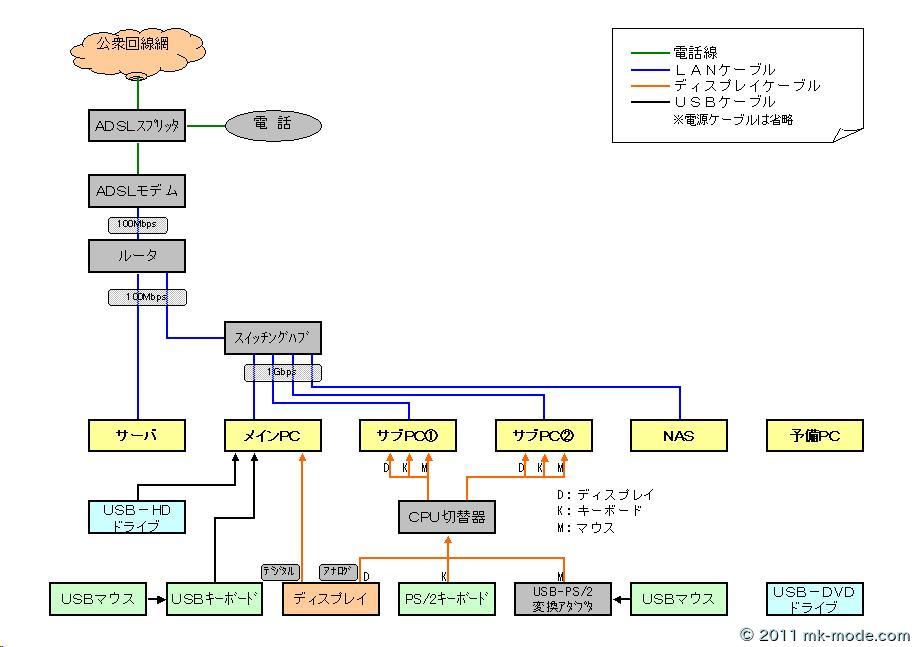 公衆回線網
電話線
LANケーブル
ディスプレイケーブル
USBケーブル
※電源ケーブルは省略
ADSLスプリッタ
電 話
ADSLモデム
100Mbps
ルータ
100Mbps
スイッチングハブ
1Gbps
サーバ
メインPC
サブPC①
サブPC②
NAS
予備PC
D
K
M
D
K
M
USB-HD
ドライブ
CPU切替器
D:ディスプレイ
K:キーボード
M:マウス
デジタル
アナログ
D
K
M
USBマウス
USBキーボード
ディスプレイ
PS/2キーボード
USB-PS/2
変換アダプタ
USBマウス
USB-DVD
ドライブ
© 2011 mk-mode.com